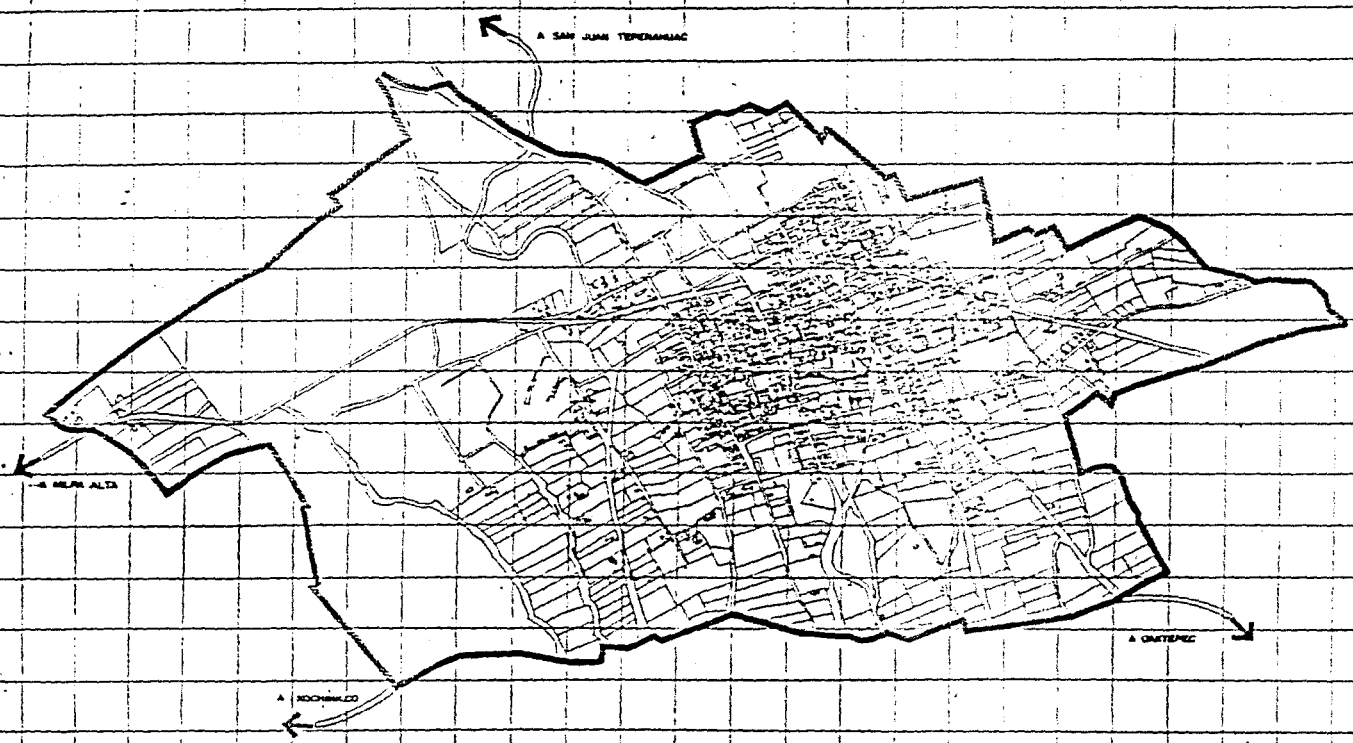 A SAN JUAN TEPENAHUAC
A MILPA ALTA
A OAXTEPEC
A XOCHIMILCO